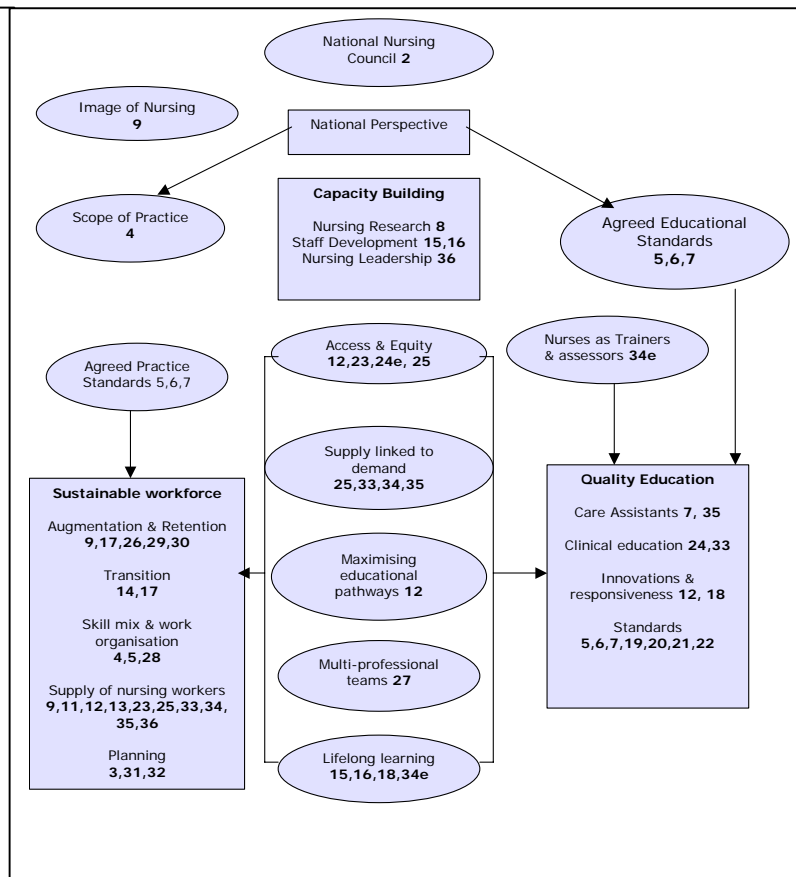 National Nursing
Council 2
Image of Nursing
9
National Perspective
Scope of Practice
4
Capacity Building
Nursing Research 8
Staff Development 15,16
Nursing Leadership 36
Agreed Educational
Standards
5,6,7
Agreed Practice
Standards 5,6,7
Access & Equity
12,23,24e, 25
Nurses as Trainers
& assessors 34e
Supply linked to
demand
25,33,34,35
Maximising
educational
pathways 12
Multi-professional
teams 27
Lifelong learning
15,16,18,34e
Sustainable workforce
Augmentation & Retention
9,17,26,29,30
Transition
14,17
Skill mix & work
organisation
4,5,28
Supply of nursing workers
9,11,12,13,23,25,33,34,
35,36
Planning
3,31,32
Quality Education
Care Assistants 7, 35
Clinical education 24,33
Innovations &
responsiveness 12, 18
Standards
5,6,7,19,20,21,22